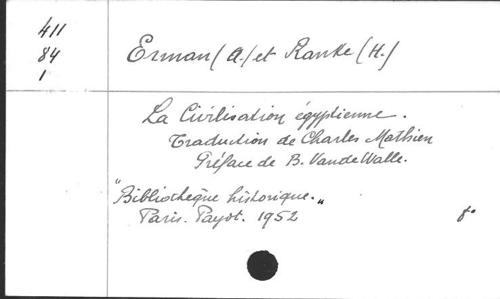 411
84
1
Erman (A.) et Ranke (H.)
La Civilisation égyptienne.
Traduction de Charles Mathien
Préface de B. Van de Walle.
"Bibliothèque historique."
Paris. Payot. 1952
8°